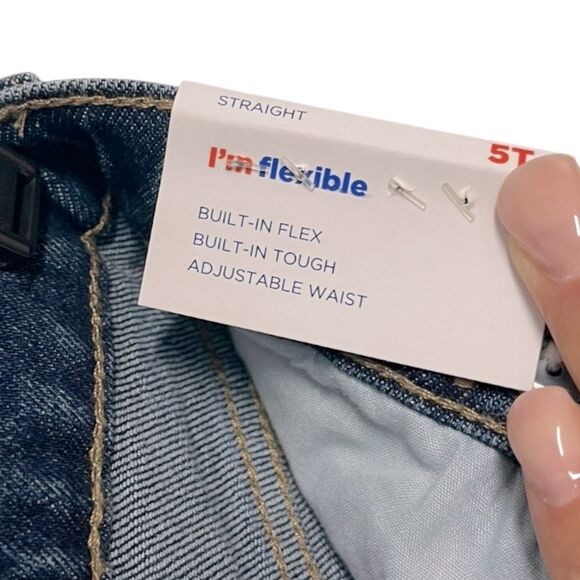 STRAIGHT
5T
I'm flexible
BUILT-IN FLEX
BUILT-IN TOUGH
ADJUSTABLE WAIST